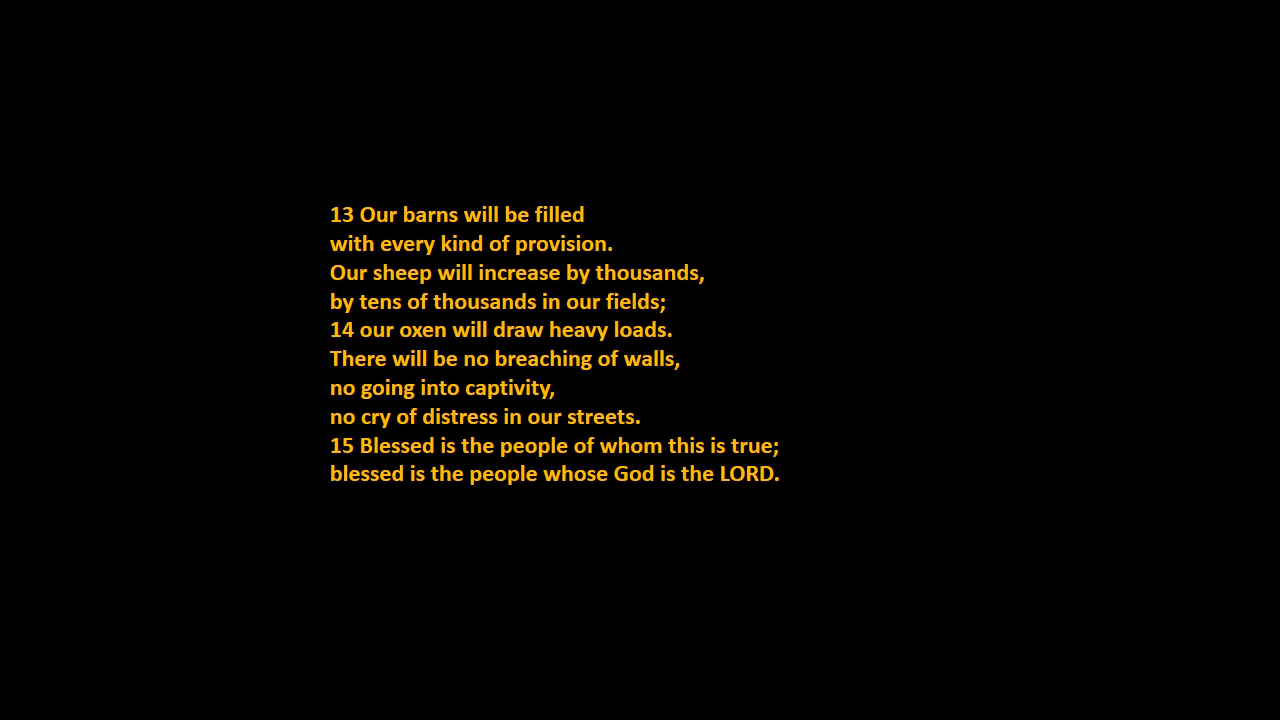 13 Our barns will be filled
with every kind of provision.
Our sheep will increase by thousands,
by tens of thousands in our fields;
14 our oxen will draw heavy loads.
There will be no breaching of walls,
no going into captivity,
no cry of distress in our streets.
15 Blessed is the people of whom this is true;
blessed is the people whose God is the LORD.